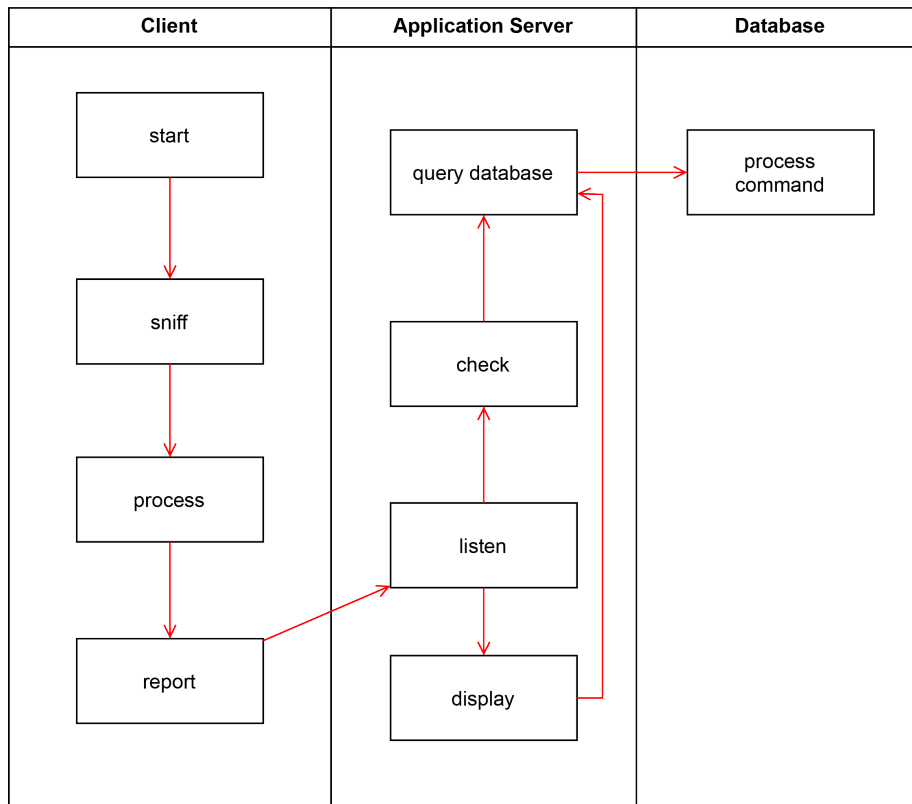 Client
Application Server
Database
start
sniff
process
report
query database
check
listen
display
process
command